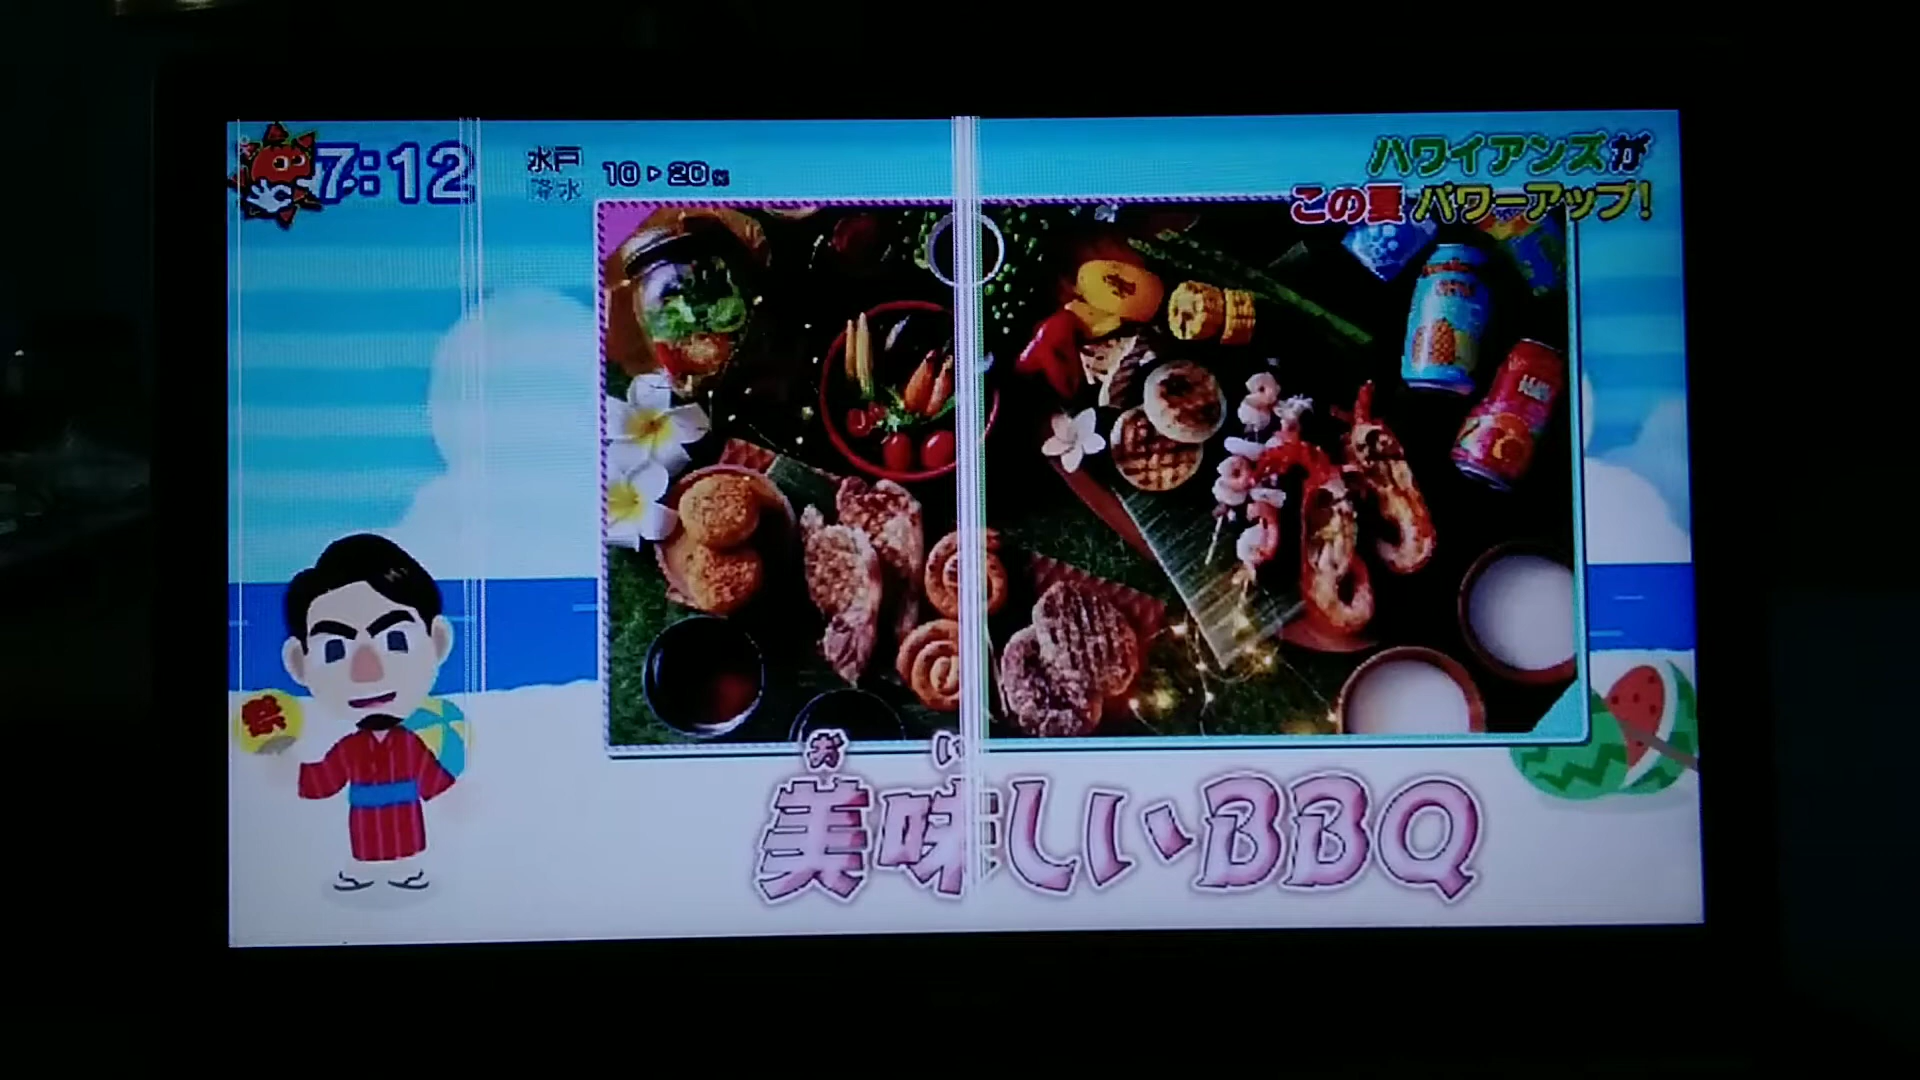 7:12
水戸
降水
10▶20%
ハワイアンズが
この夏パワーアップ!
祭
おい
美味しいBBQ